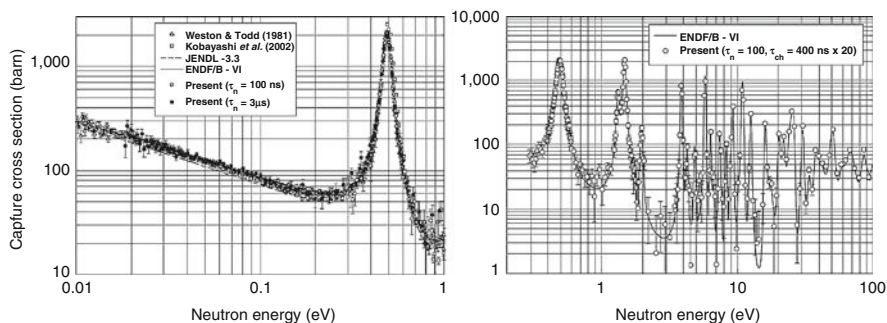 Capfure cross section (barn)
1,000
100
10
0.01
0.1
1
Neutron energy (eV)
Weston & Todd (1981)
Kobayashi et al. (2002)
JENDL -3.3
ENDF/B - VI
Present (τn = 100 ns)
Present (τn = 3μs)
10,000
1,000
100
10
1
1
10
100
Neutron energy (eV)
ENDF/B - VI
Present (τn = 100, τch = 400 ns x 20)